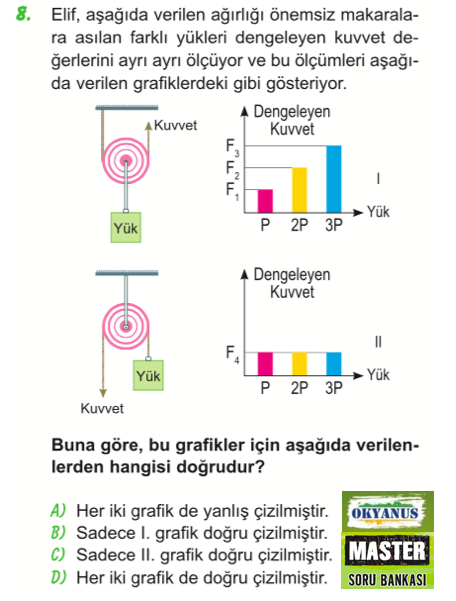 8. Elif, aşağıda verilen ağırlığı önemsiz makarala-
ra asılan farklı yükleri dengeleyen kuvvet de-
ğerlerini ayrı ayrı ölçüyor ve bu ölçümleri aşağı-
da verilen grafiklerdeki gibi gösteriyor.
Kuvvet
Yük
Dengeleyen
Kuvvet
F3
F2
F1
I
Yük
P 2P 3P
Yük
Kuvvet
Dengeleyen
Kuvvet
II
F4
Yük
P 2P 3P
Buna göre, bu grafikler için aşağıda verilen-
lerden hangisi doğrudur?
A) Her iki grafik de yanlış çizilmiştir.
B) Sadece I. grafik doğru çizilmiştir.
C) Sadece II. grafik doğru çizilmiştir.
D) Her iki grafik de doğru çizilmiştir.
OKYANUS
MASTER
SORU BANKASI